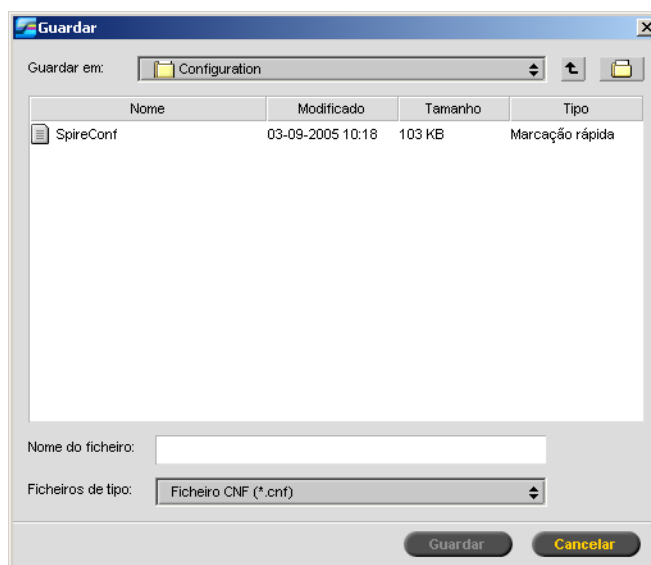 Guardar
Guardar em: Configuration
Nome Modificado Tamanho Tipo
SpireConf 03-09-2005 10:18 103 KB Marcação rápida
Nome do ficheiro:
Ficheiros de tipo: Ficheiro CNF (*.cnf)
Guardar Cancelar